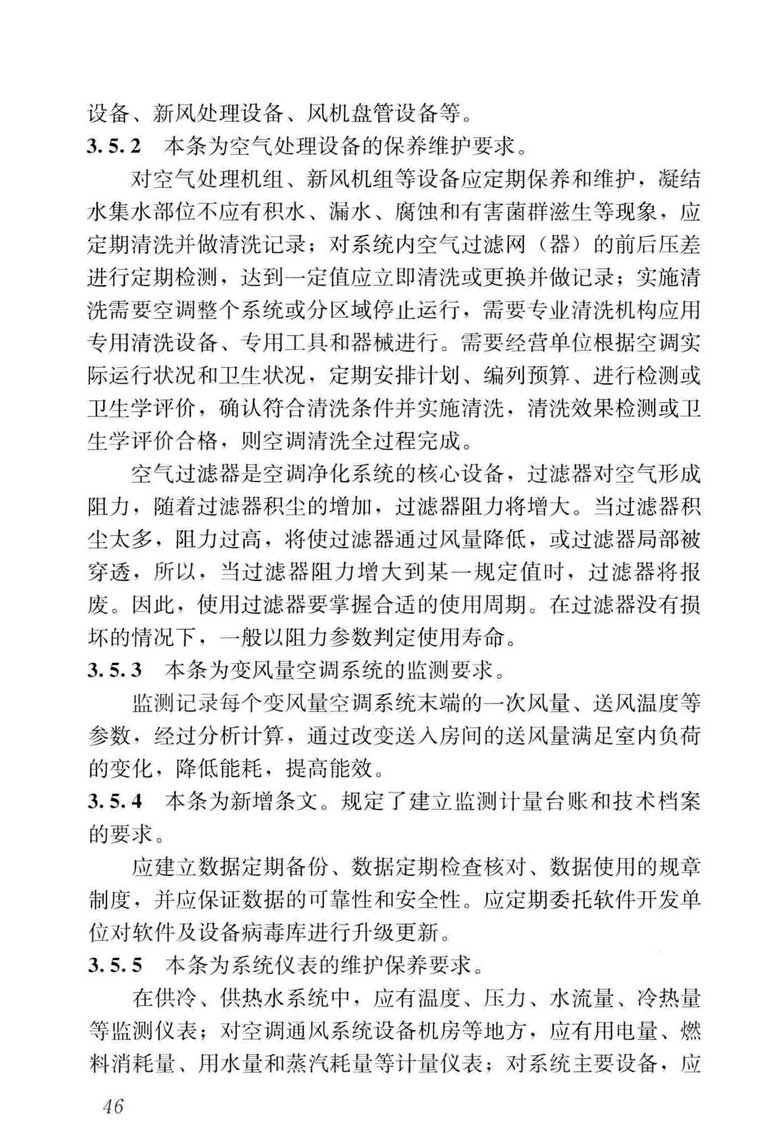 设备、新风处理设备、风机盘管设备等。
3.5.2 本条为空气处理设备的保养维护要求。
对空气处理机组、新风机组等设备应定期保养和维护，凝结
水集水部位不应有积水、漏水、腐蚀和有害菌群滋生等现象，应
定期清洗并做清洗记录；对系统内空气过滤网（器）的前后压差
进行定期检测，达到一定值应立即清洗或更换并做记录；实施清
洗需要空调整个系统或分区域停止运行，需要专业清洗机构应用
专用清洗设备、专用工具和器械进行。需要经营单位根据空调实
际运行状况和卫生状况，定期安排计划、编列预算、进行检测或
卫生学评价，确认符合清洗条件并实施清洗，清洗效果检测或卫
生学评价合格，则空调清洗全过程完成。
空气过滤器是空调净化系统的核心设备，过滤器对空气形成
阻力，随着过滤器积尘的增加，过滤器阻力将增大。当过滤器积
尘太多，阻力过高，将使过滤器通过风量降低，或过滤器局部被
穿透，所以，当过滤器阻力增大到某一规定值时，过滤器将报
废。因此，使用过滤器要掌握合适的使用周期。在过滤器没有损
坏的情况下，一般以阻力参数判定使用寿命。
3.5.3 本条为变风量空调系统的监测要求。
监测记录每个变风量空调系统末端的一次风量、送风温度等
参数，经过分析计算，通过改变送入房间的送风量满足室内负荷
的变化，降低能耗，提高能效。
3.5.4 本条为新增条文。规定了建立监测计量台账和技术档案
的要求。
应建立数据定期备份、数据定期检查核对、数据使用的规章
制度，并应保证数据的可靠性和安全性。应定期委托软件开发单
位对软件及设备病毒库进行升级更新。
3.5.5 本条为系统仪表的维护保养要求。
在供冷、供热水系统中，应有温度、压力、水流量、冷热量
等监测仪表；对空调通风系统设备机房等地方，应有用电量、燃
料消耗量、用水量和蒸汽耗量等计量仪表；对系统主要设备，应
46